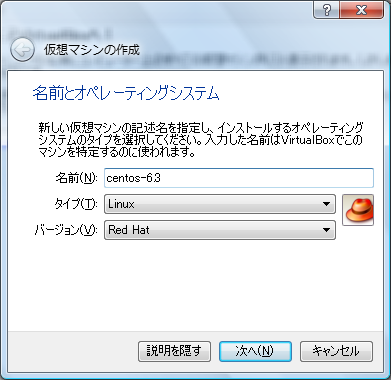 仮想マシンの作成
名前とオペレーティングシステム
新しい仮想マシンの記述名を指定し、インストールするオペレーティング
システムのタイプを選択してください。入力した名前はVirtualBoxでこの
マシンを特定するのに使われます。
名前(N): centos-6.3
タイプ(T): Linux
バージョン(V): Red Hat
説明を隠す 次へ(N) キャンセル